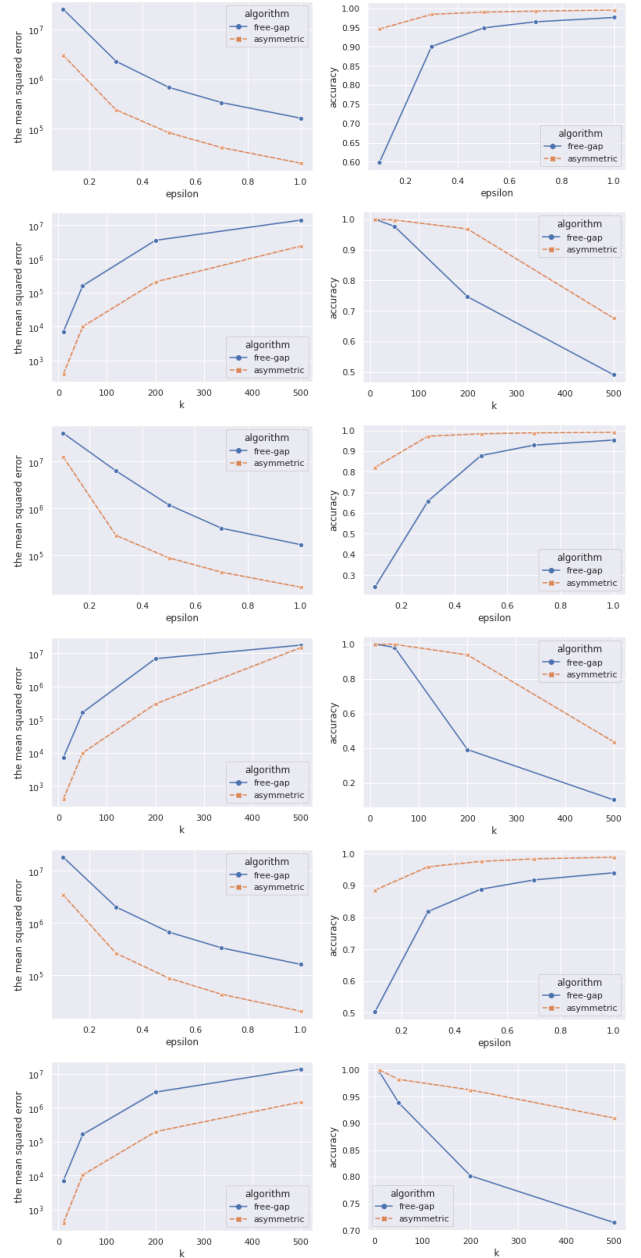 the mean squared error
10^7
10^6
10^5
algorithm
free-gap
asymmetric
0.2 0.4 0.6 0.8 1.0
epsilon
accuracy
1.00
0.95
0.90
0.85
0.80
0.75
0.70
0.65
0.60
algorithm
free-gap
asymmetric
0.2 0.4 0.6 0.8 1.0
epsilon
the mean squared error
10^7
10^6
10^5
10^4
10^3
algorithm
free-gap
asymmetric
0 100 200 300 400 500
k
accuracy
1.0
0.9
0.8
0.7
0.6
0.5
algorithm
free-gap
asymmetric
0 100 200 300 400 500
k
the mean squared error
10^7
10^6
10^5
algorithm
free-gap
asymmetric
0.2 0.4 0.6 0.8 1.0
epsilon
accuracy
1.0
0.9
0.8
0.7
0.6
0.5
0.4
0.3
algorithm
free-gap
asymmetric
0.2 0.4 0.6 0.8 1.0
epsilon
the mean squared error
10^7
10^6
10^5
10^4
10^3
algorithm
free-gap
asymmetric
0 100 200 300 400 500
k
accuracy
1.0
0.8
0.6
0.4
0.2
algorithm
free-gap
asymmetric
0 100 200 300 400 500
k
the mean squared error
10^7
10^6
10^5
algorithm
free-gap
asymmetric
0.2 0.4 0.6 0.8 1.0
epsilon
accuracy
1.0
0.9
0.8
0.7
0.6
0.5
algorithm
free-gap
asymmetric
0.2 0.4 0.6 0.8 1.0
epsilon
the mean squared error
10^7
10^6
10^5
10^4
10^3
algorithm
free-gap
asymmetric
0 100 200 300 400 500
k
accuracy
1.00
0.95
0.90
0.85
0.80
0.75
0.70
algorithm
free-gap
asymmetric
0 100 200 300 400 500
k